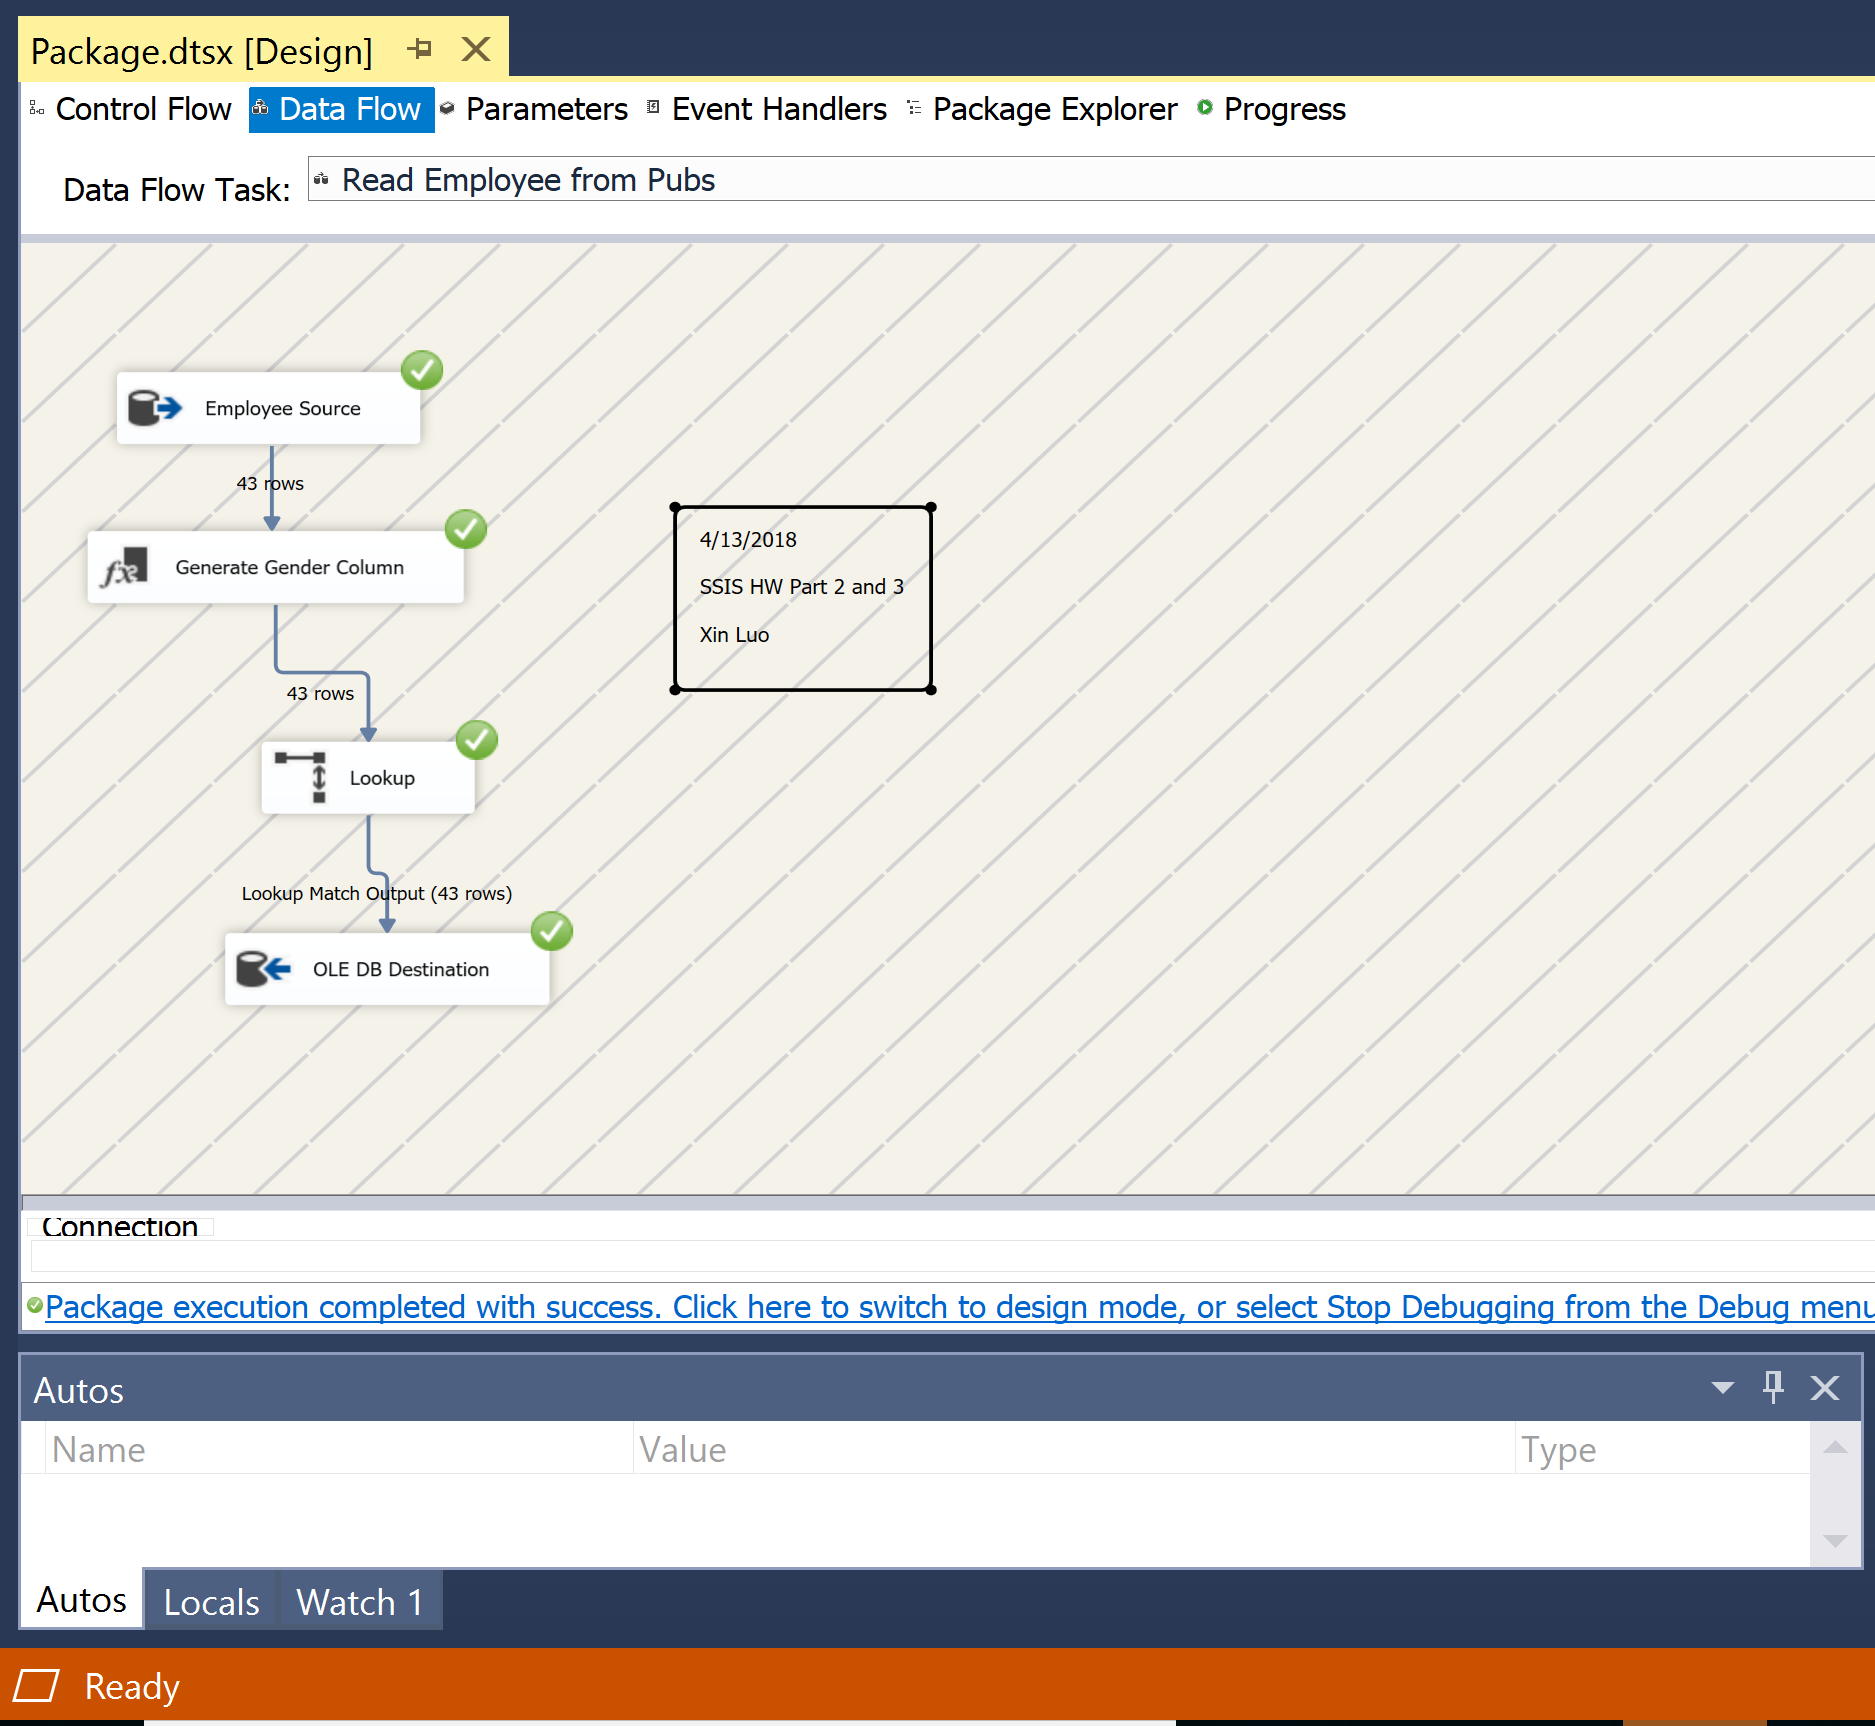 Package.dtsx [Design]
Control Flow Data Flow Parameters Event Handlers Package Explorer Progress
Data Flow Task: Read Employee from Pubs
Employee Source
43 rows
Generate Gender Column
43 rows
Lookup
Lookup Match Output (43 rows)
OLE DB Destination
4/13/2018
SSIS HW Part 2 and 3
Xin Luo
Connection
Package execution completed with success. Click here to switch to design mode, or select Stop Debugging from the Debug menu
Autos
Name Value Type
Autos Locals Watch 1
Ready